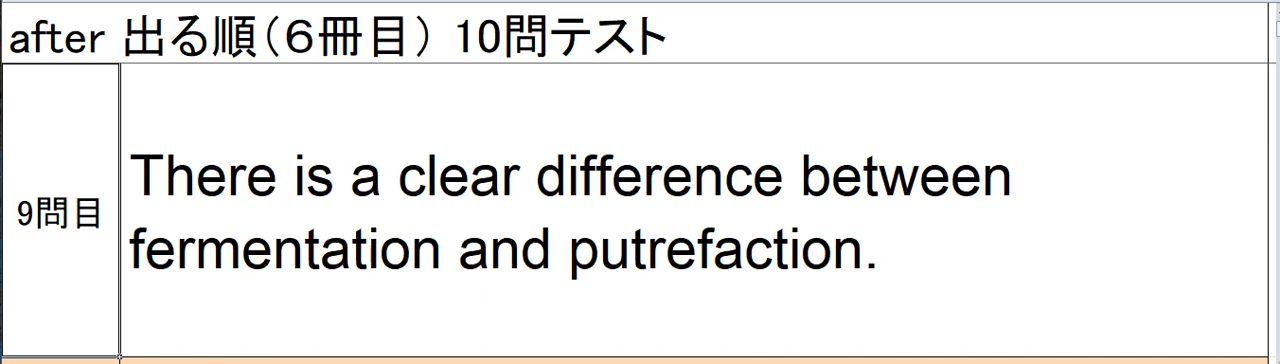 after 出る順（６冊目） 10問テスト
9問目
There is a clear difference between
fermentation and putrefaction.